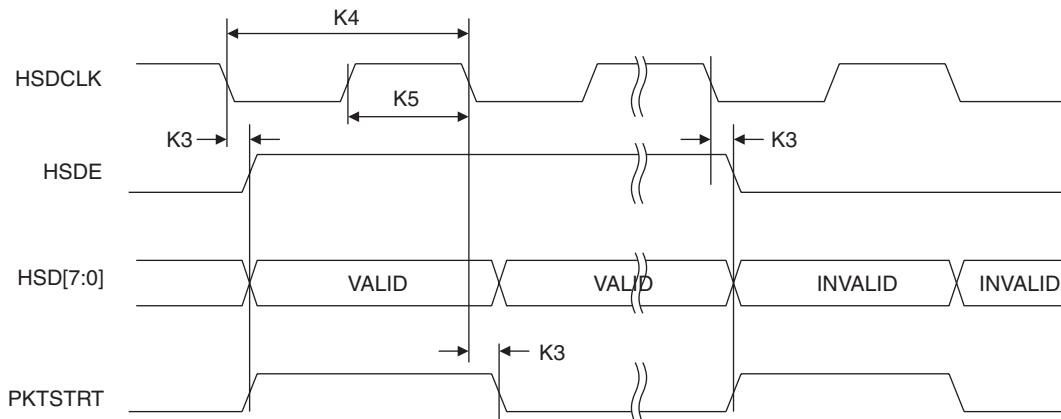 K4
HSDCLK
K5
K3
K3
HSDE
HSD[7:0]
VALID
VALID
INVALID
INVALID
K3
PKTSTRT